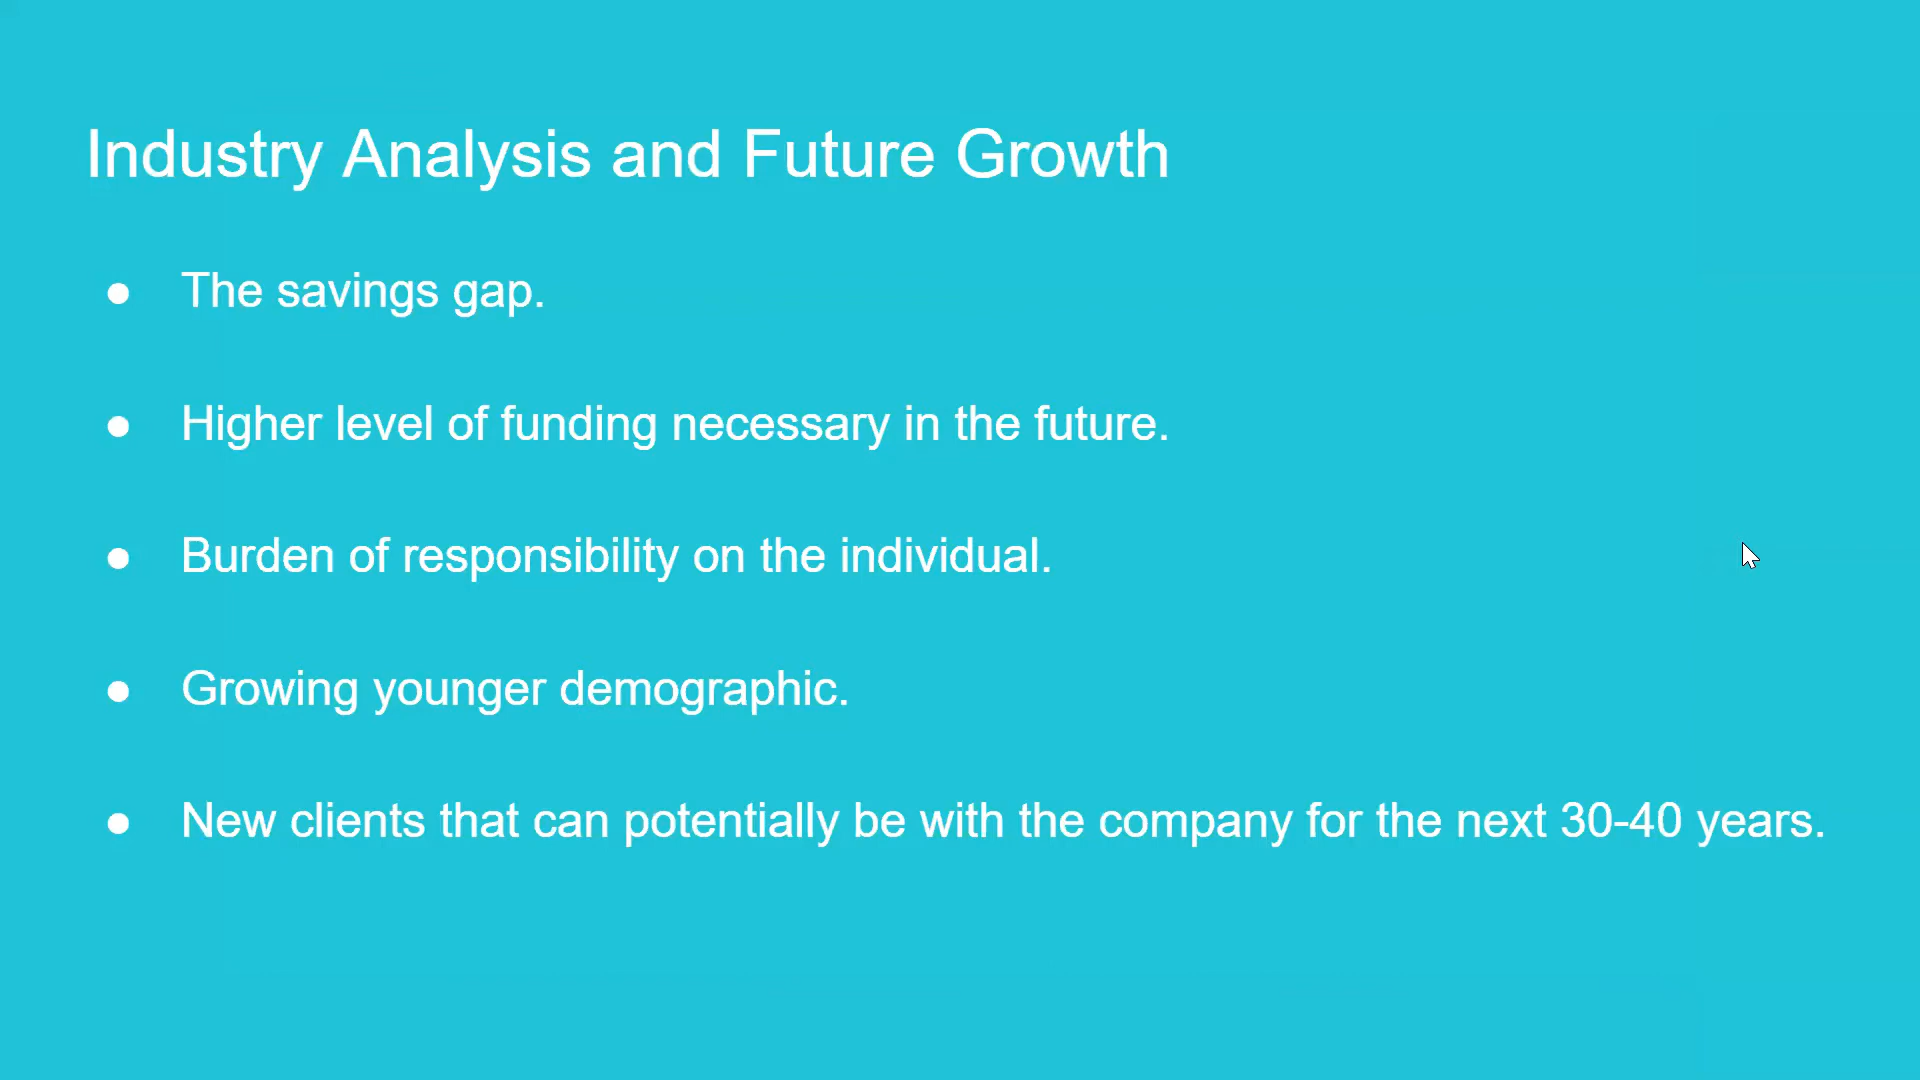 Industry Analysis and Future Growth
● The savings gap.
● Higher level of funding necessary in the future.
● Burden of responsibility on the individual.
● Growing younger demographic.
● New clients that can potentially be with the company for the next 30-40 years.